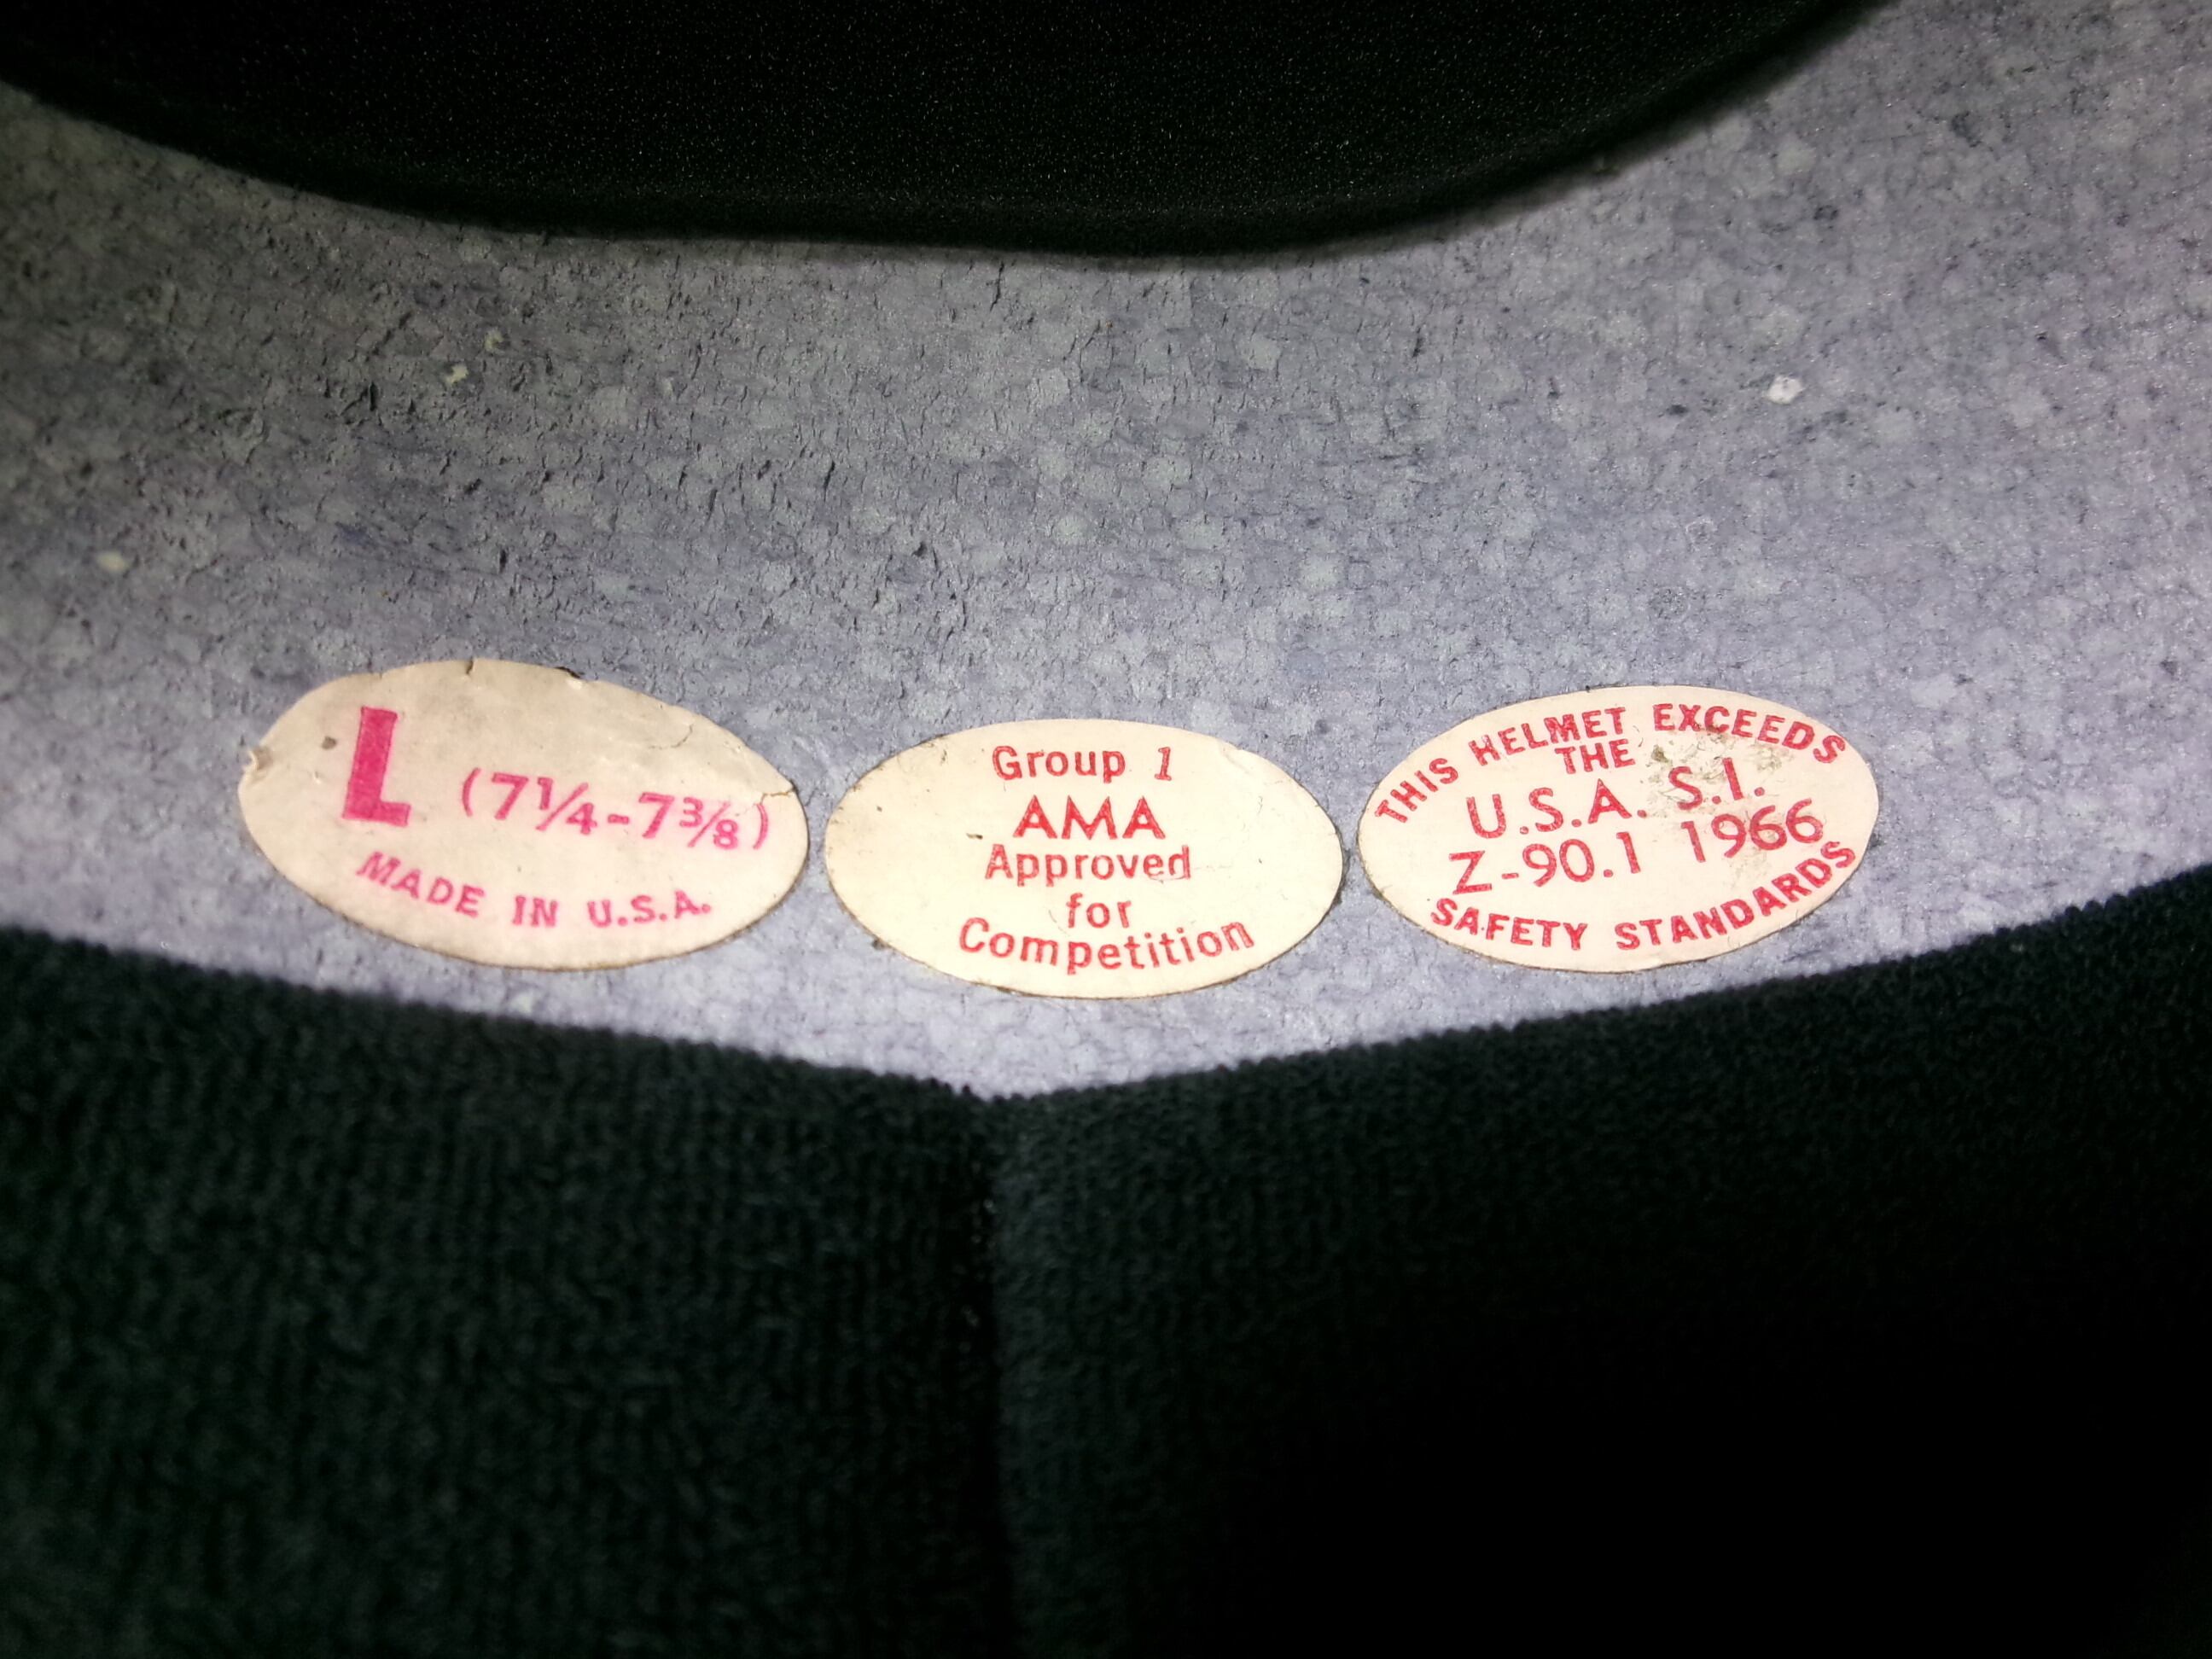 L (7¼-7⅜)
MADE IN U.S.A.
Group 1
AMA
Approved
for
Competition
THIS HELMET EXCEEDS
THE
U.S.A. S.I.
Z-90.1 1966
SAFETY STANDARDS